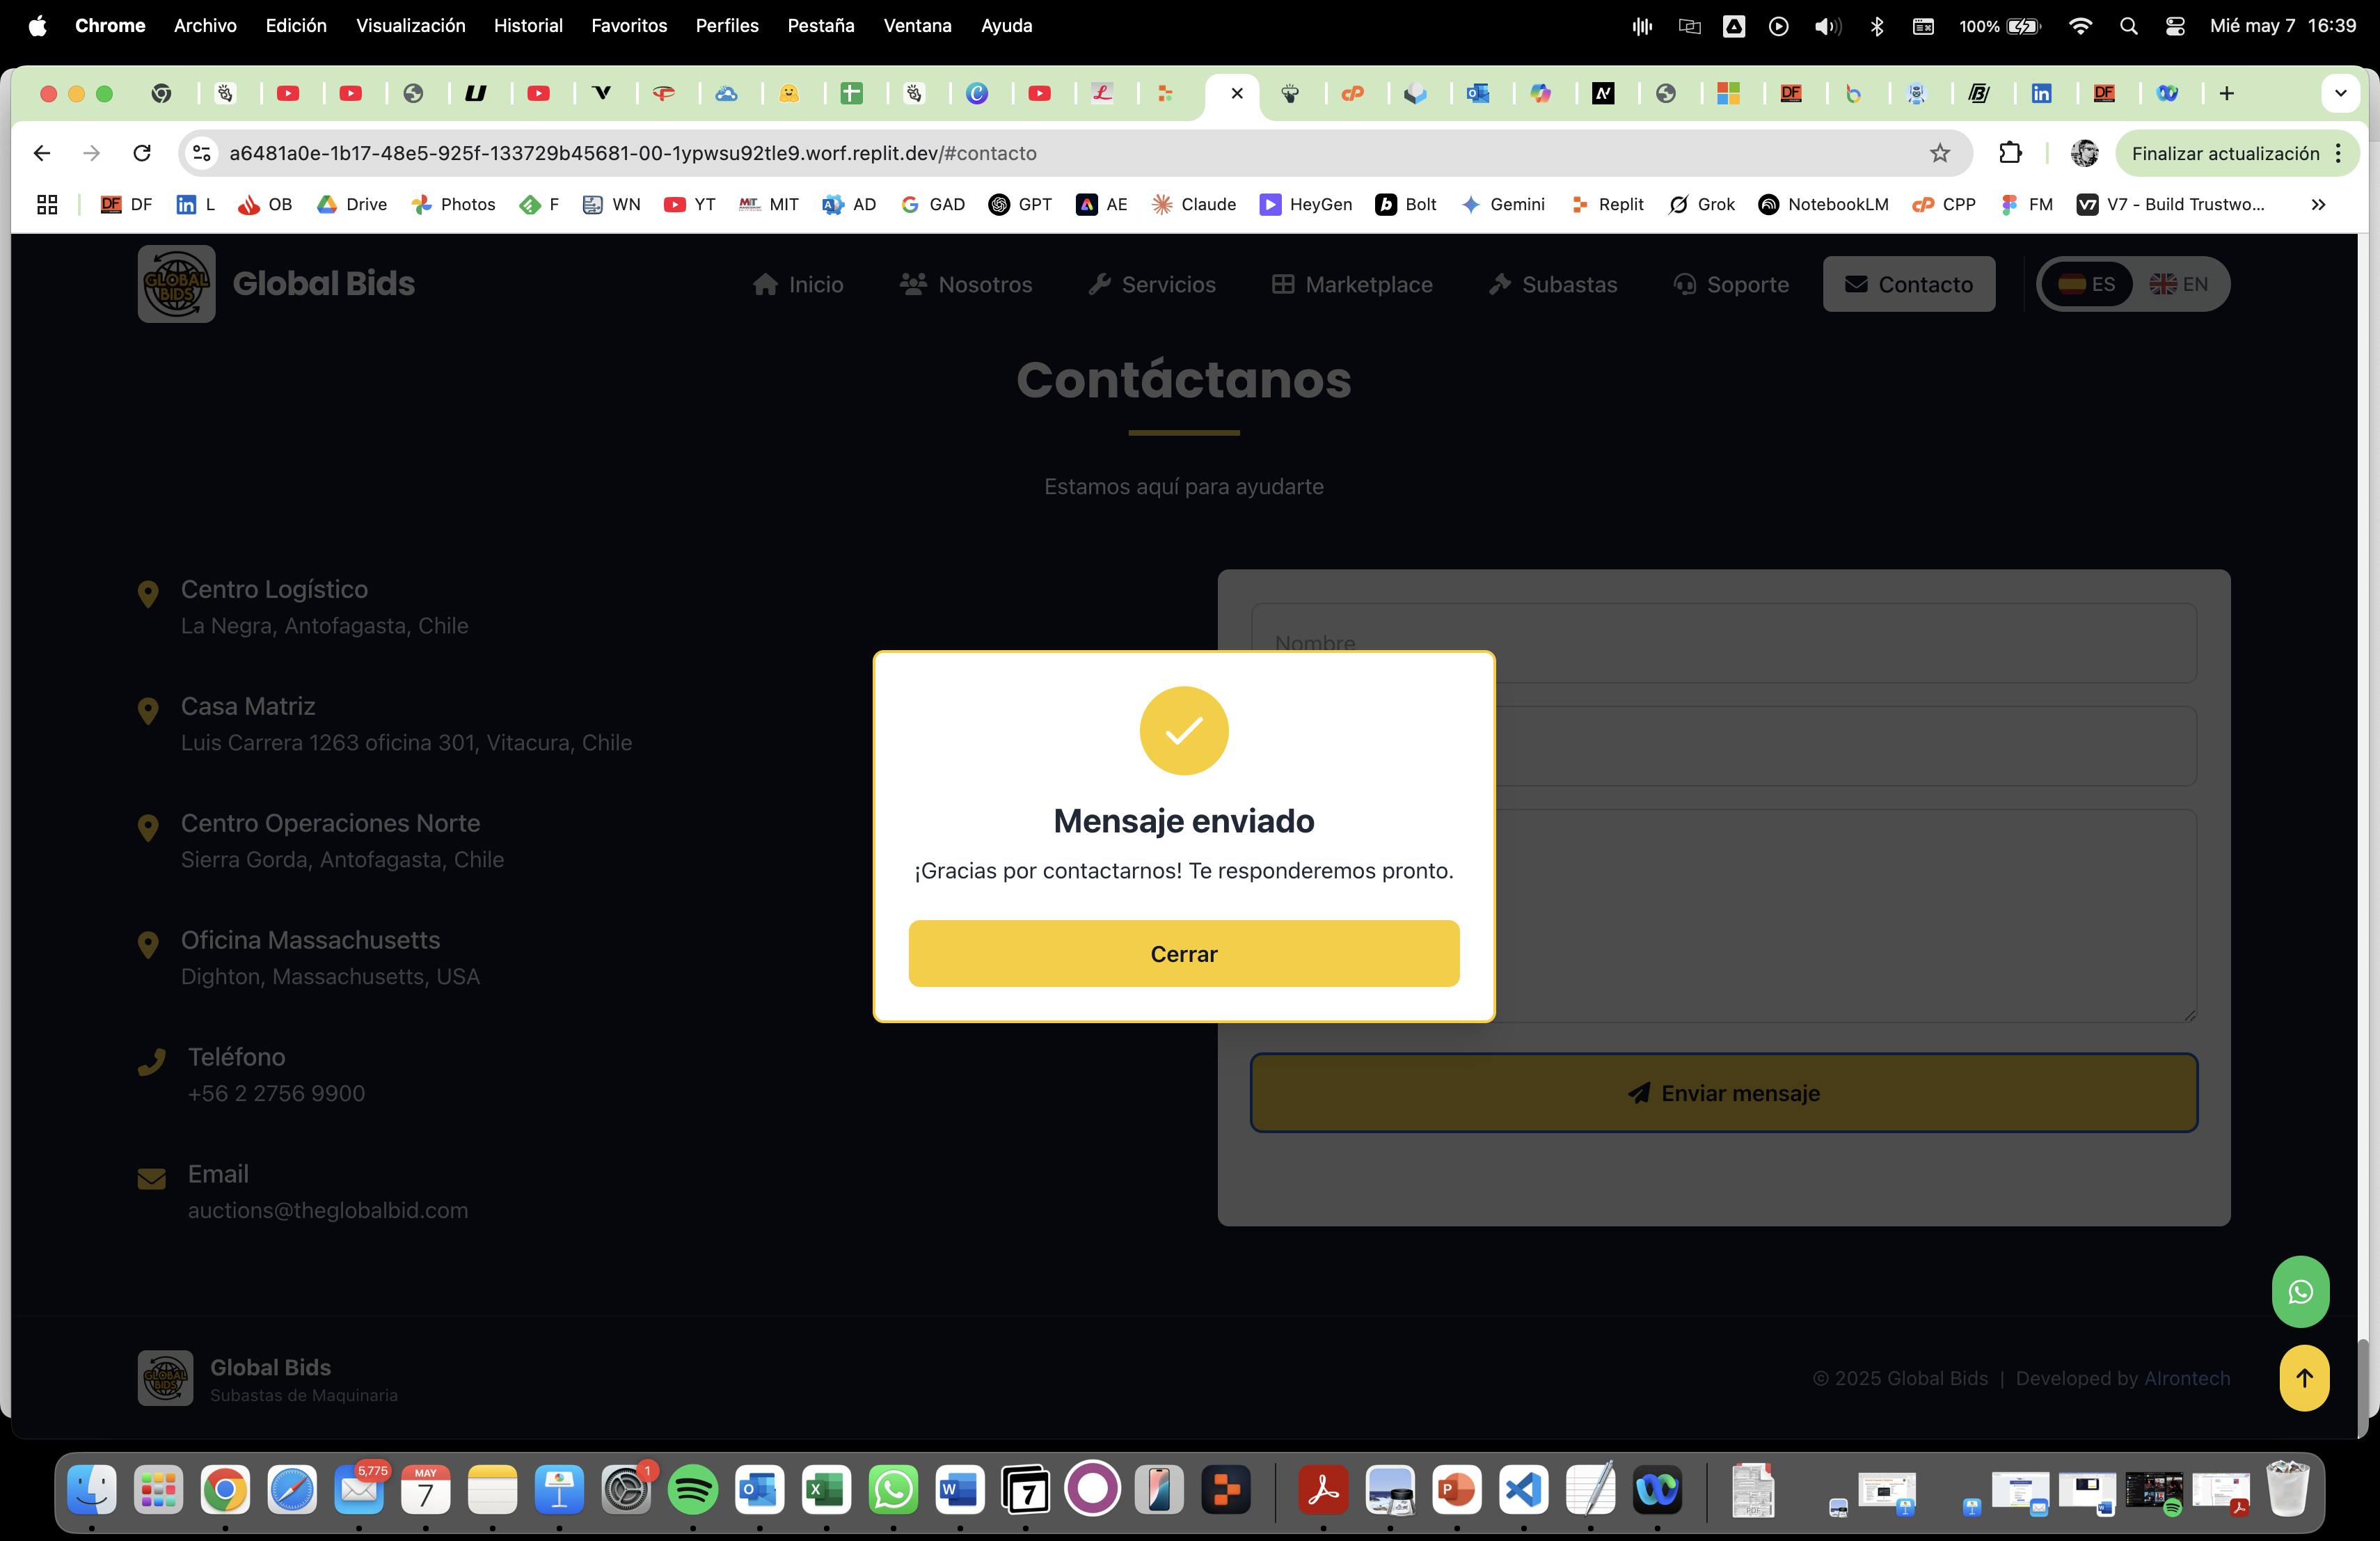 Chrome Archivo Edición Visualización Historial Favoritos Perfiles Pestaña Ventana Ayuda 100% Mié may 7 16:39
a6481a0e-1b17-48e5-925f-133729b45681-00-1ypwsu92tle9.worf.replit.dev/#contacto Finalizar actualización
DF L OB Drive Photos F WN YT MIT AD GAD GPT AE Claude HeyGen Bolt Gemini Replit Grok NotebookLM CPP FM V7 - Build Trustwo...
GLOBAL BIDS Global Bids Inicio Nosotros Servicios Marketplace Subastas Soporte Contacto ES EN
Contáctanos
Estamos aquí para ayudarte
Centro Logístico
La Negra, Antofagasta, Chile
Casa Matriz
Luis Carrera 1263 oficina 301, Vitacura, Chile
Centro Operaciones Norte
Sierra Gorda, Antofagasta, Chile
Oficina Massachusetts
Dighton, Massachusetts, USA
Teléfono
+56 2 2756 9900
Email
auctions@theglobalbid.com
Nombre
Mensaje enviado
¡Gracias por contactarnos! Te responderemos pronto.
Cerrar
Enviar mensaje
GLOBAL BIDS Global Bids
Subastas de Maquinaria
© 2025 Global Bids | Developed by AIrontech
5,775 MAY 7 1 7